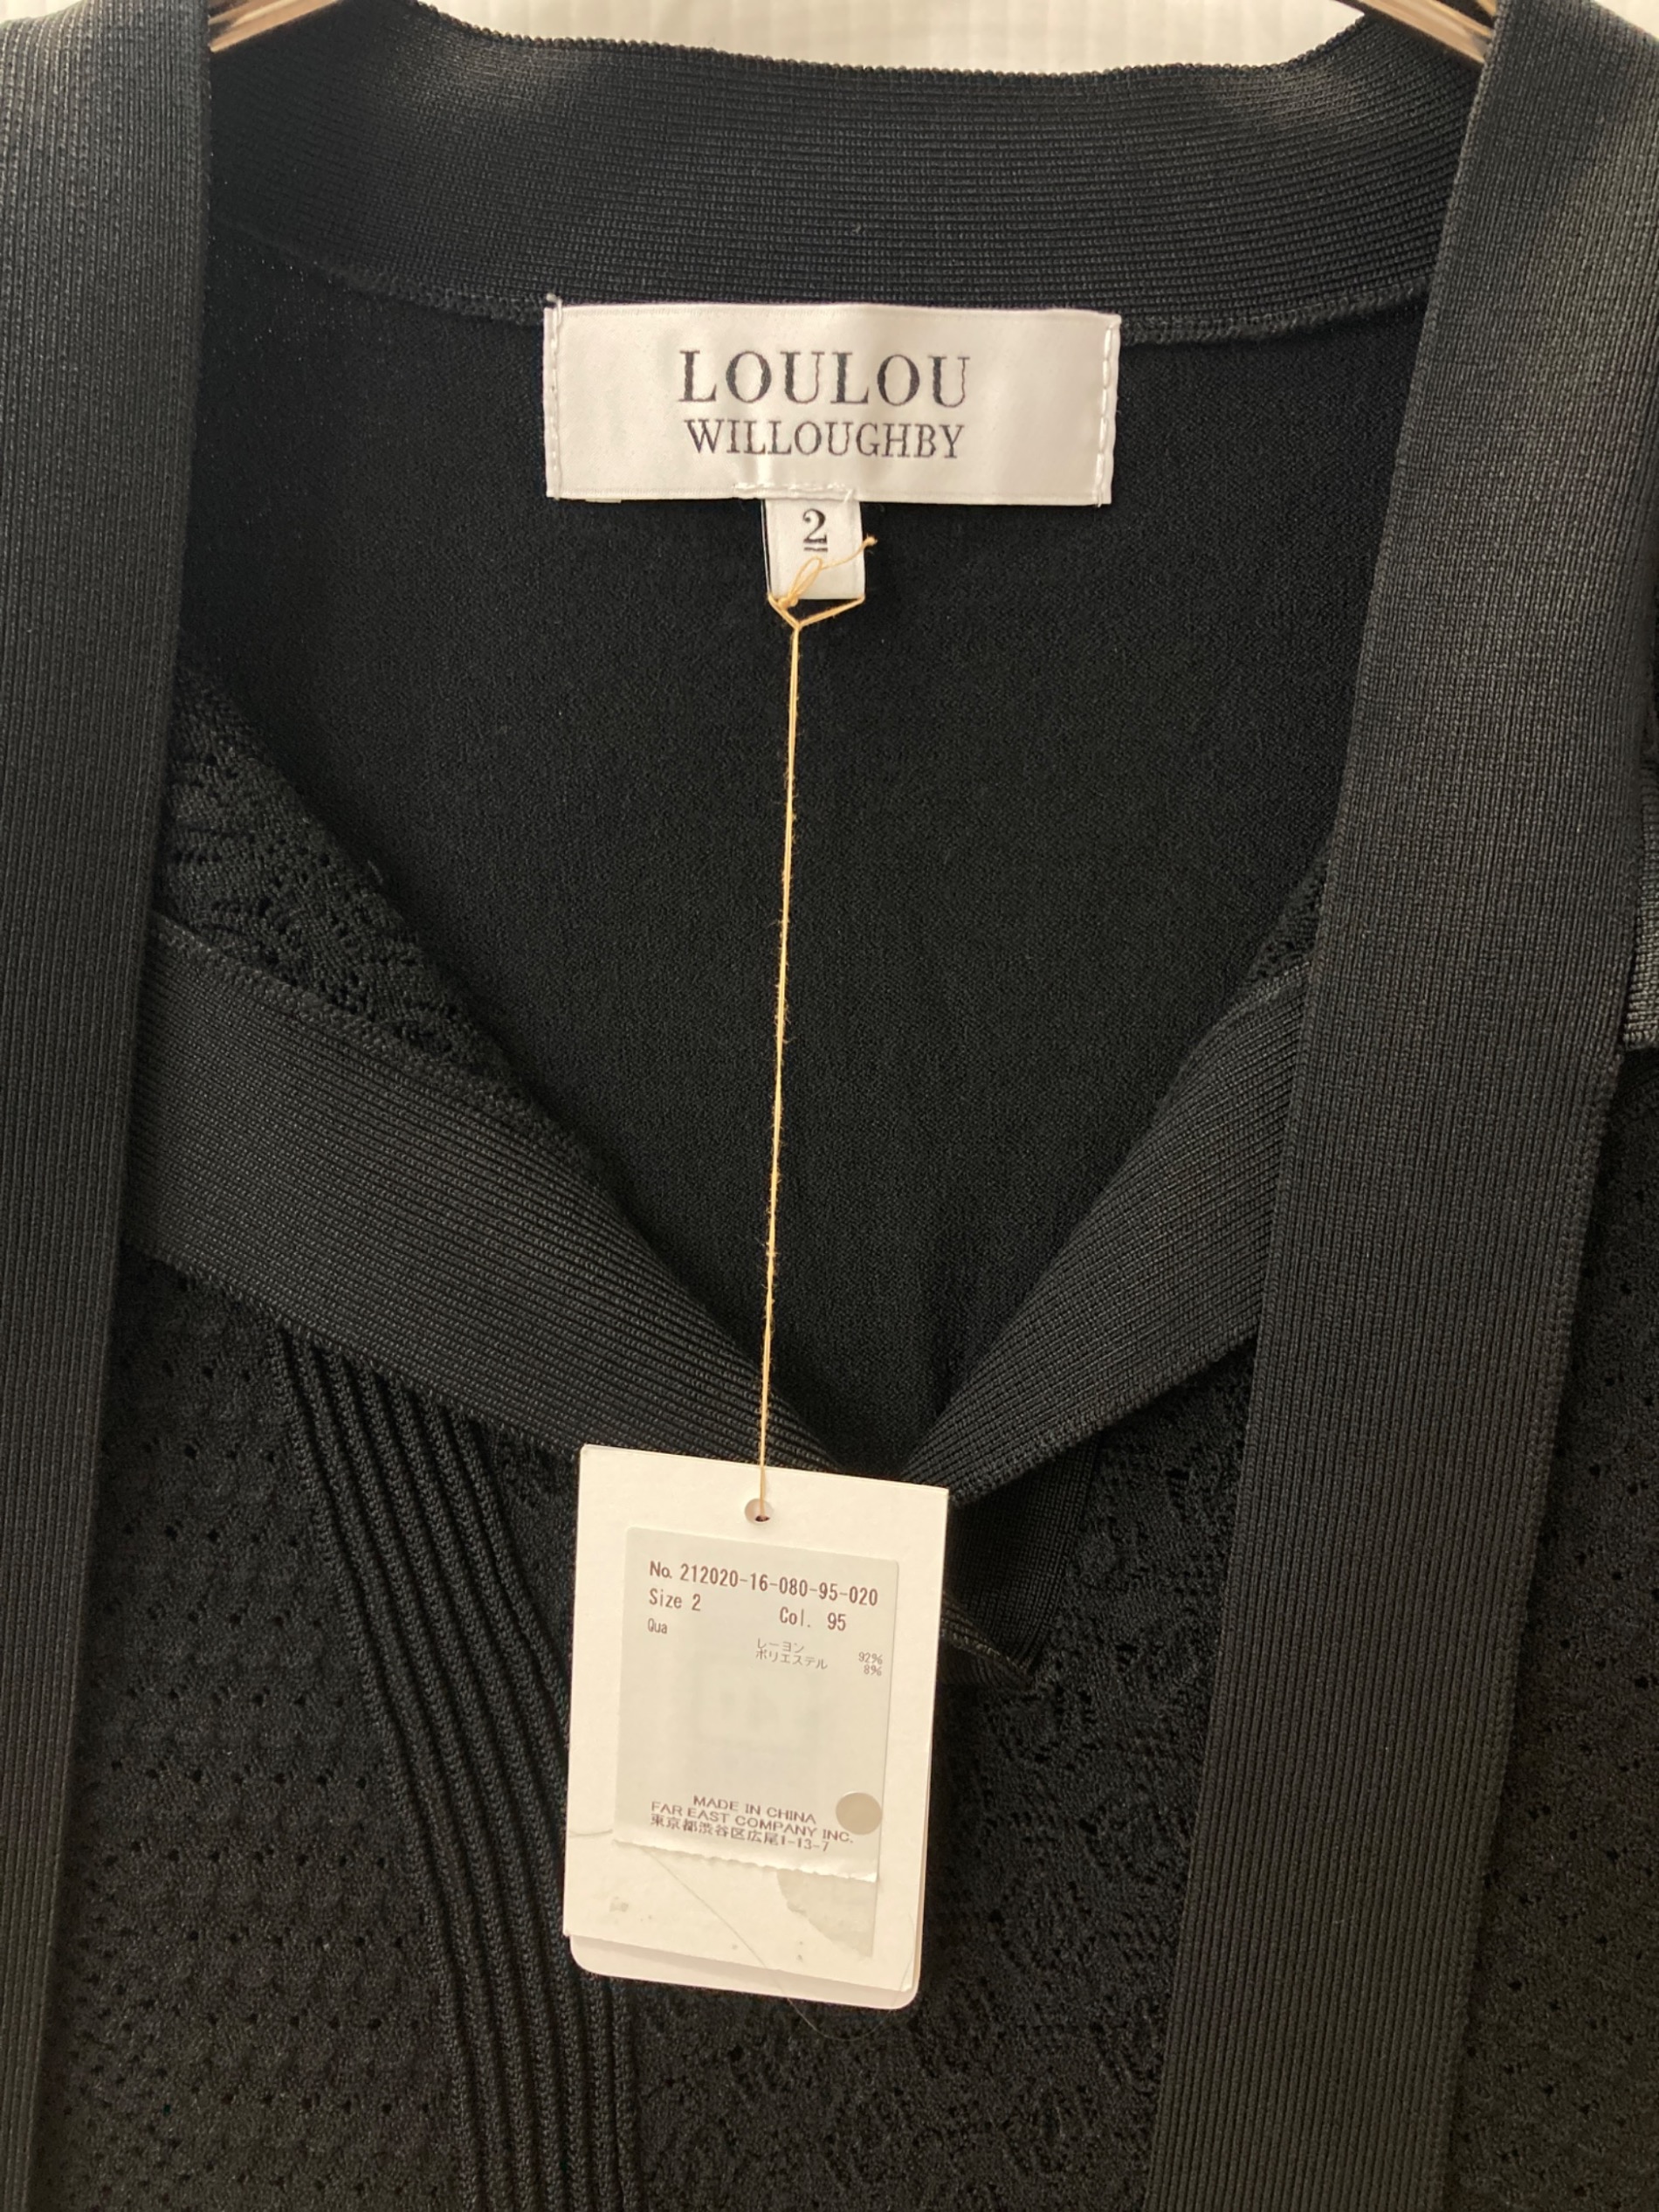 LOULOU
WILLOUGHBY
2
No. 212020-16-080-95-020
Size 2 Col. 95
Qua
レーヨン 92%
ポリエステル 8%
MADE IN CHINA
FAR EAST COMPANY INC.
東京都渋谷区広尾1-13-7